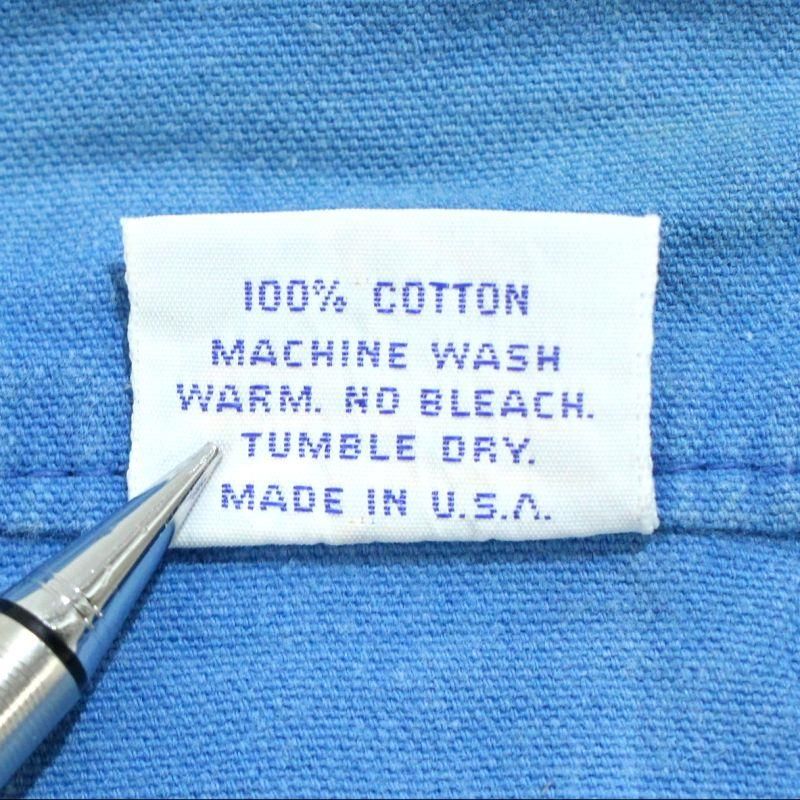 100% COTTON
MACHINE WASH
WARM. NO BLEACH.
TUMBLE DRY.
MADE IN U.S.A.